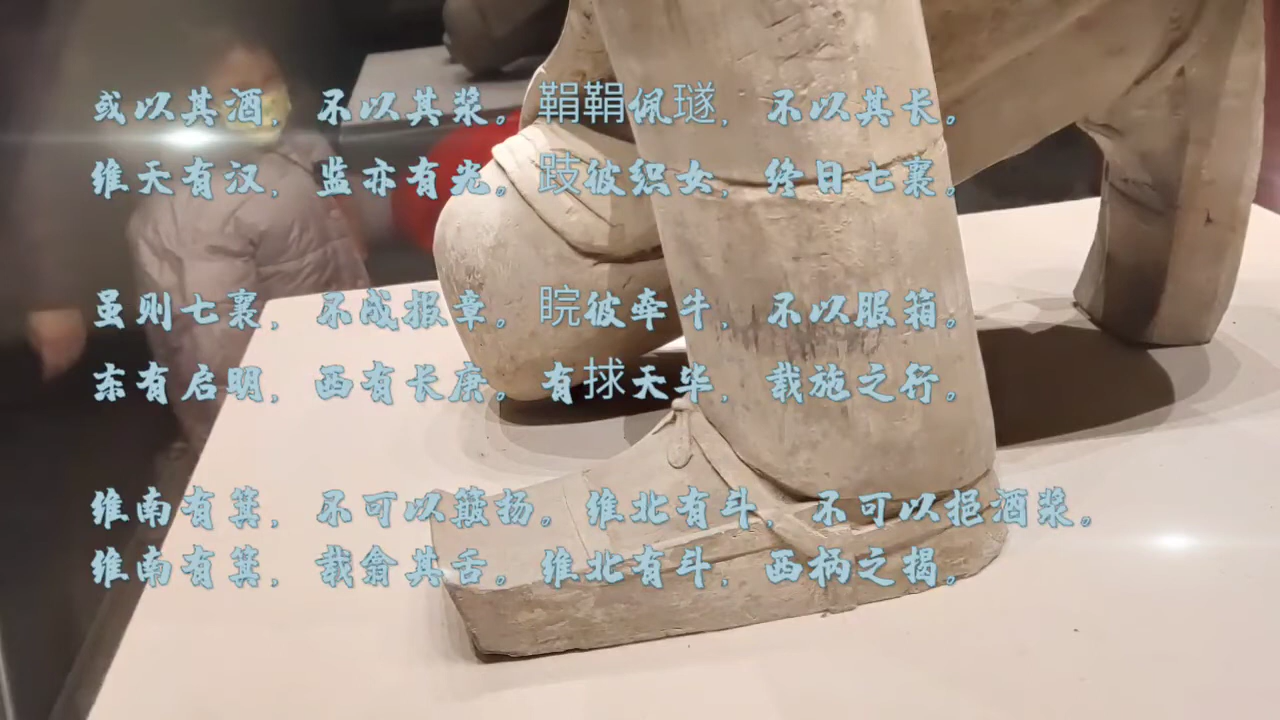 或以其酒，不以其浆。鞙鞙佩璲，不以其长。
维天有汉，监亦有光。跂彼织女，终日七裹。
虽则七裹，不成报章。睆彼牵牛，不以服箱。
东有启明，西有长庚。有捄天毕，载施之行。
维南有箕，不可以簸扬。维北有斗，不可以挹酒浆。
维南有箕，载翕其舌。维北有斗，西柄之揭。